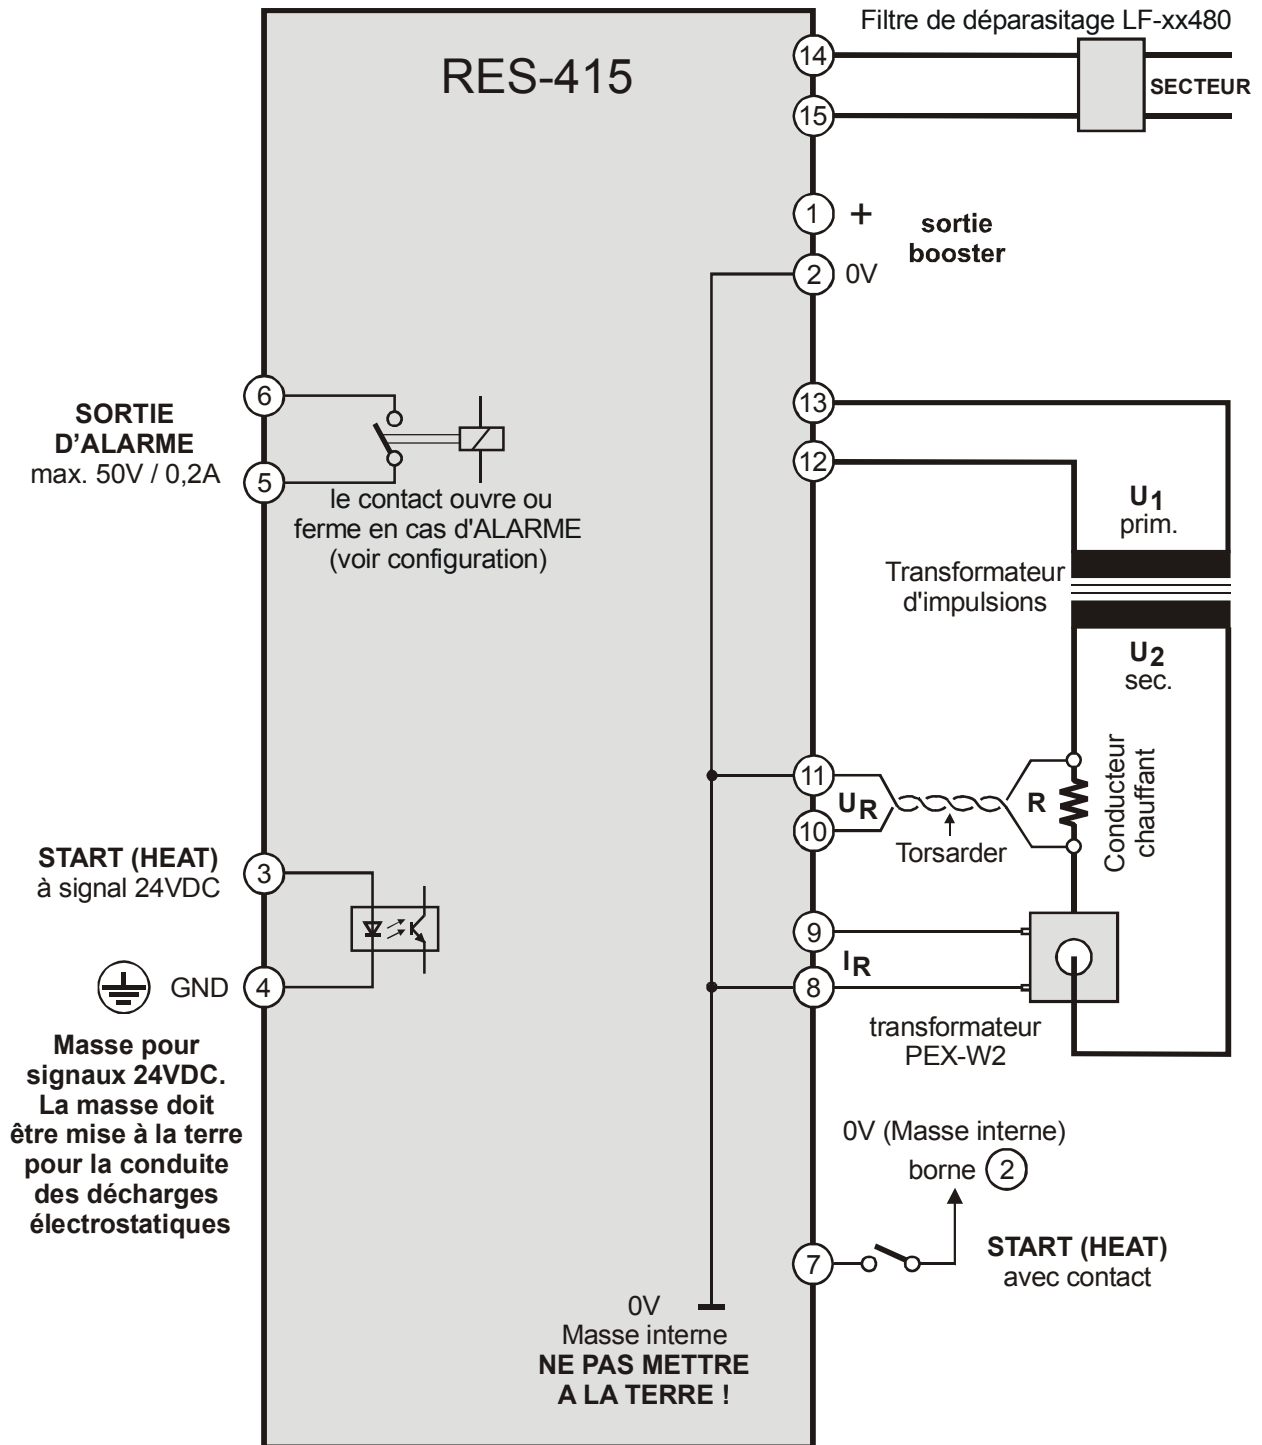 Filtre de déparasitage LF-xx480
RES-415
14
15
SECTEUR
1
+
sortie
booster
2
0V
6
5
SORTIE
D'ALARME
max. 50V / 0,2A
le contact ouvre ou
ferme en cas d'ALARME
(voir configuration)
13
12
U1
prim.
Transformateur
d'impulsions
U2
sec.
11
10
UR
Torsarder
R
Conducteur
chauffant
START (HEAT)
à signal 24VDC
3
GND
4
Masse pour
signaux 24VDC.
La masse doit
être mise à la terre
pour la conduite
des décharges
électrostatiques
9
IR
8
transformateur
PEX-W2
0V (Masse interne)
borne 2
7
START (HEAT)
avec contact
0V
Masse interne
NE PAS METTRE
A LA TERRE !